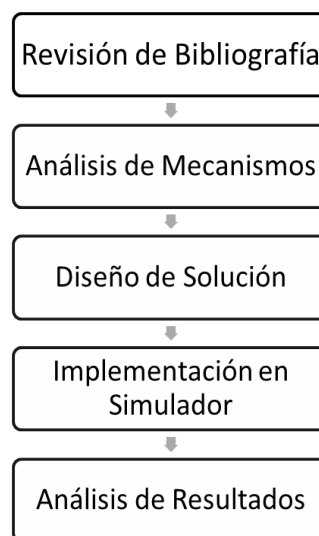 Revisión de Bibliografía
Análisis de Mecanismos
Diseño de Solución
Implementación en
Simulador
Análisis de Resultados